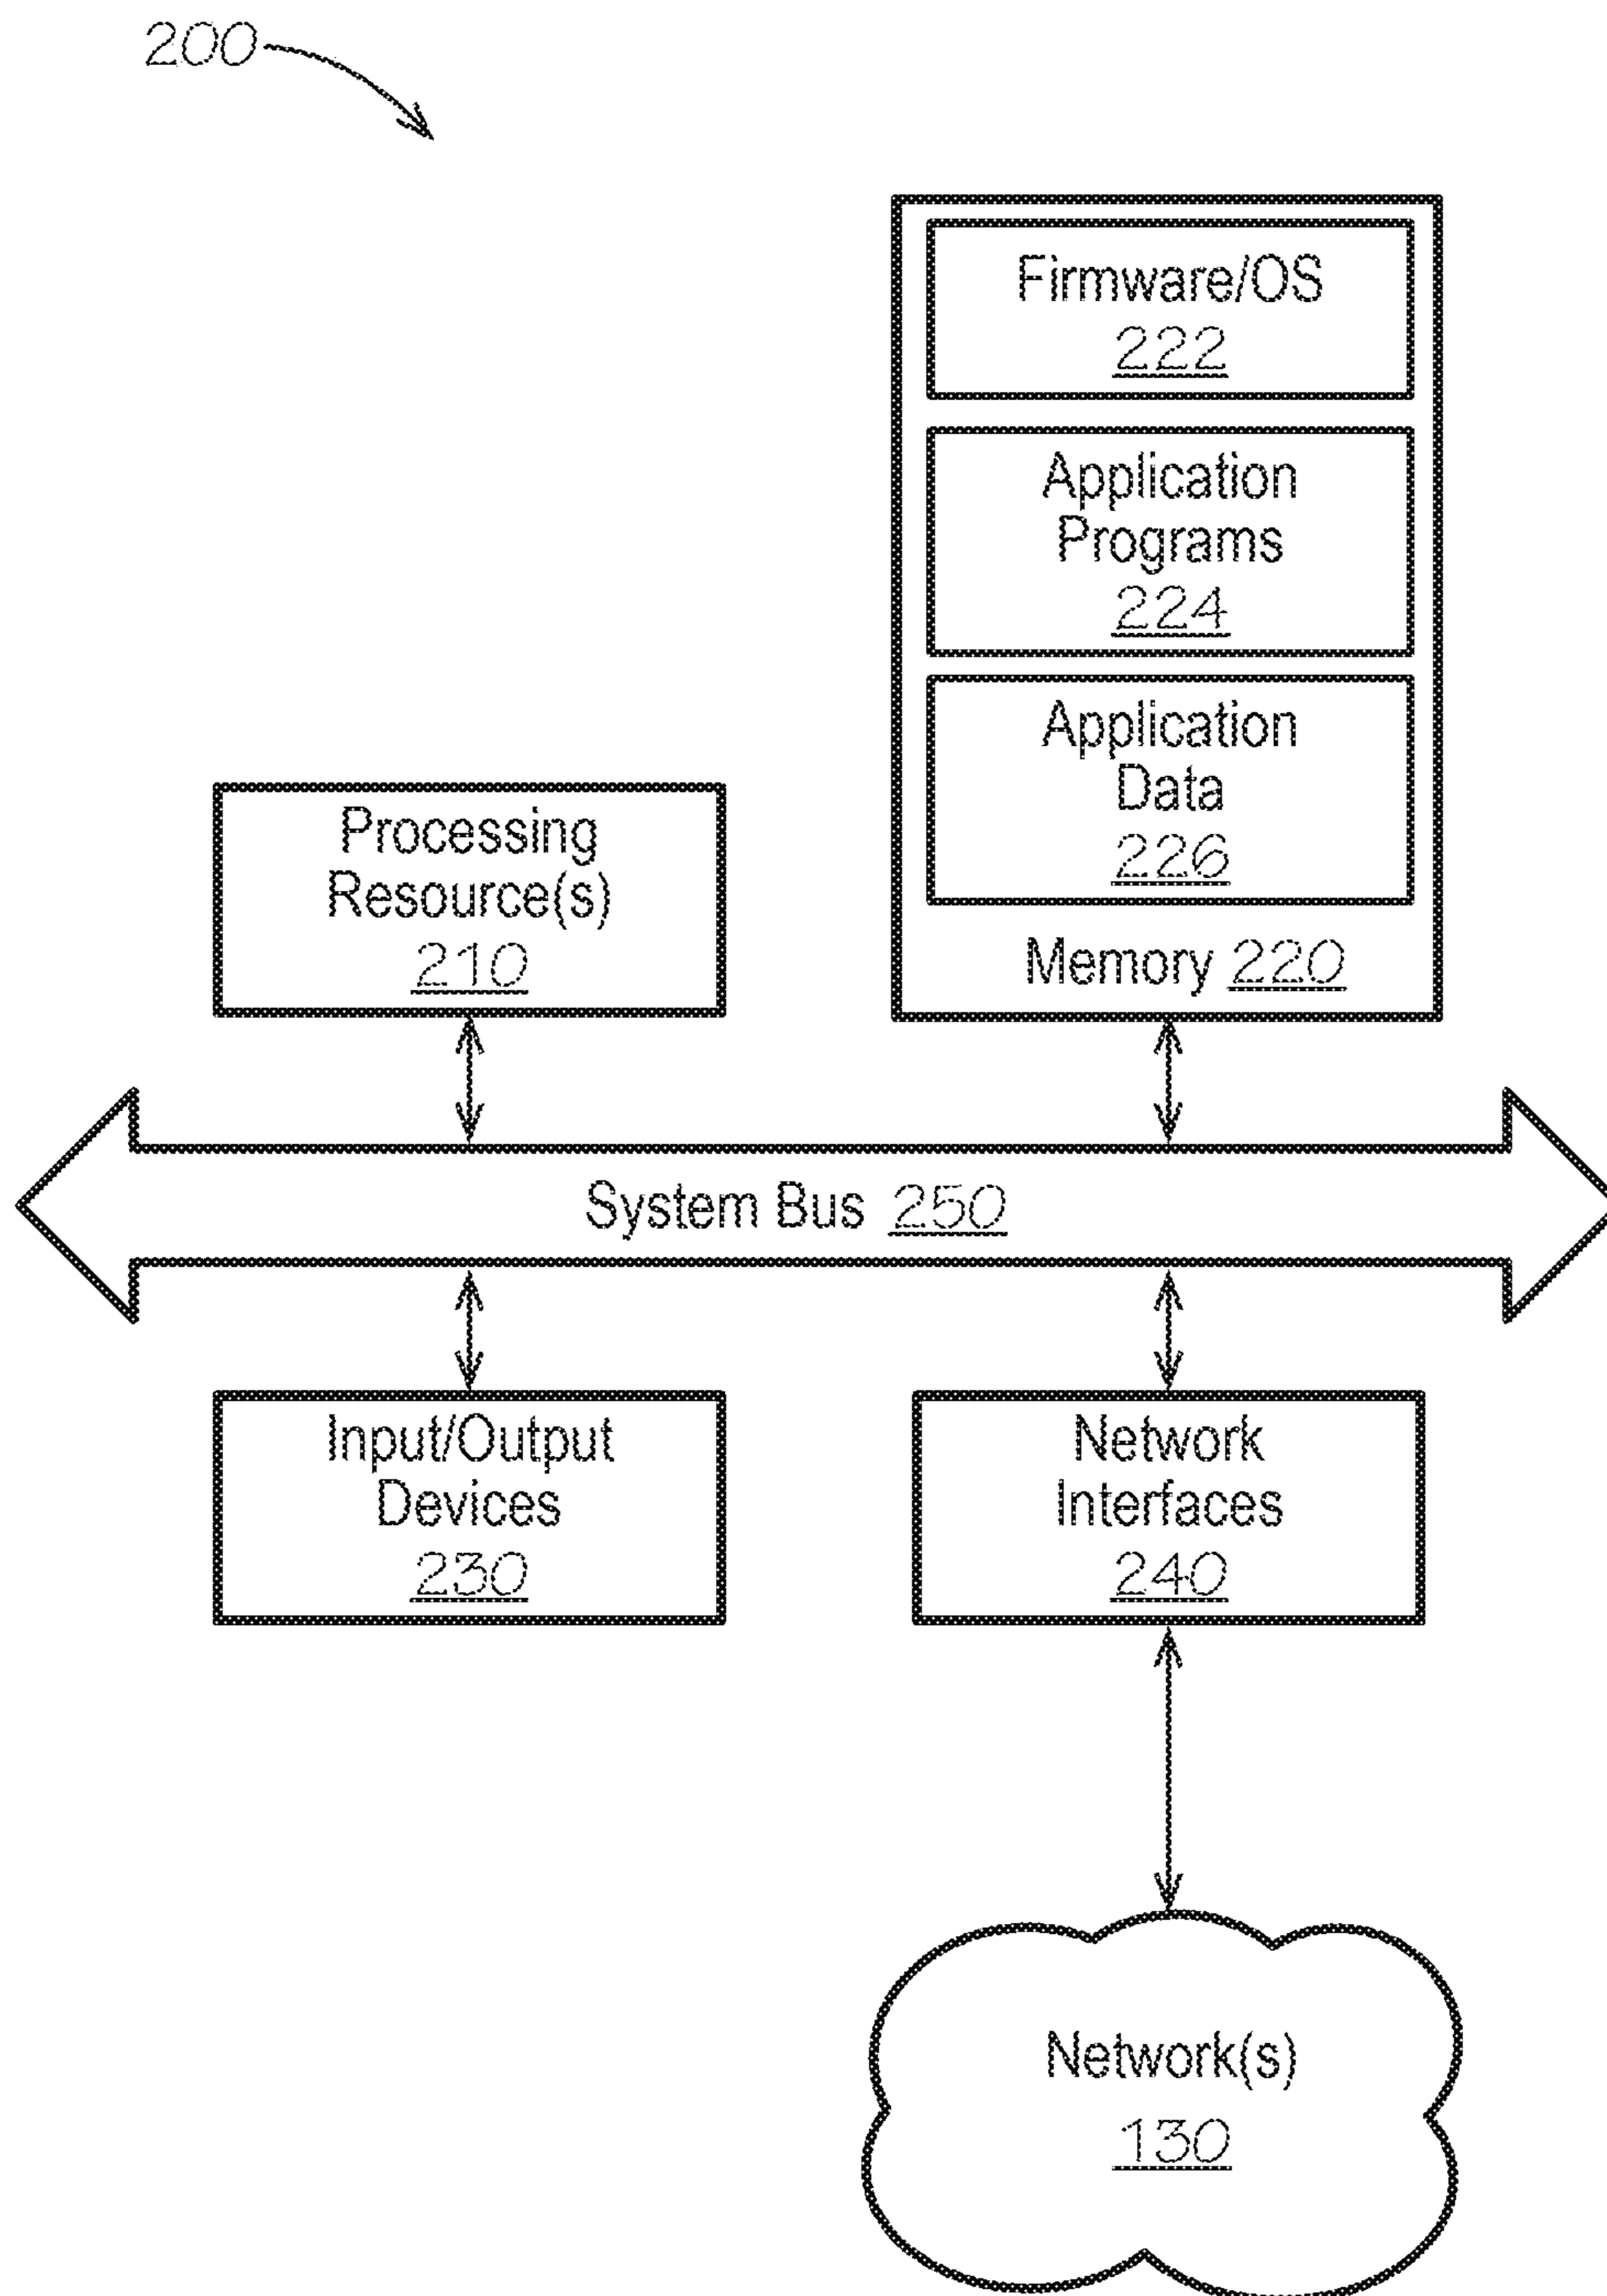 200
Firmware/OS
222
Application
Programs
224
Application
Data
226
Memory 220
Processing
Resource(s)
210
System Bus 250
Input/Output
Devices
230
Network
Interfaces
240
Network(s)
130